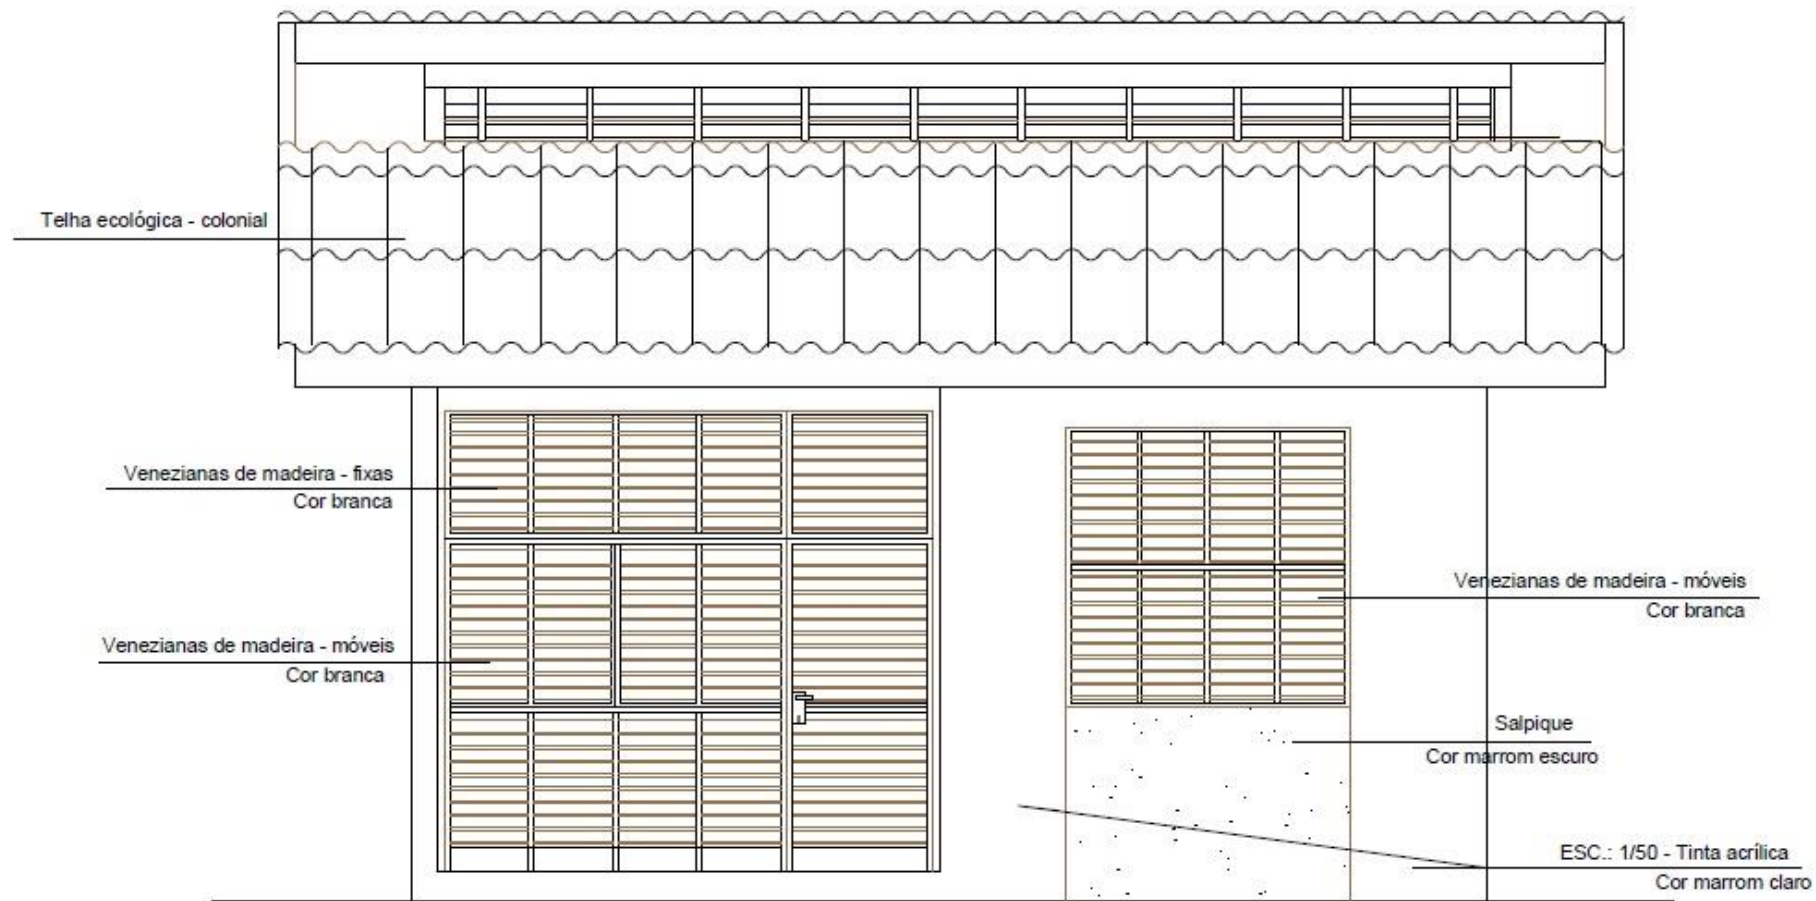 Telha ecológica - colonial
Venezianas de madeira - fixas
Cor branca
Venezianas de madeira - móveis
Cor branca
Venezianas de madeira - móveis
Cor branca
Salpique
Cor marrom escuro
ESC.: 1/50 - Tinta acrílica
Cor marrom claro